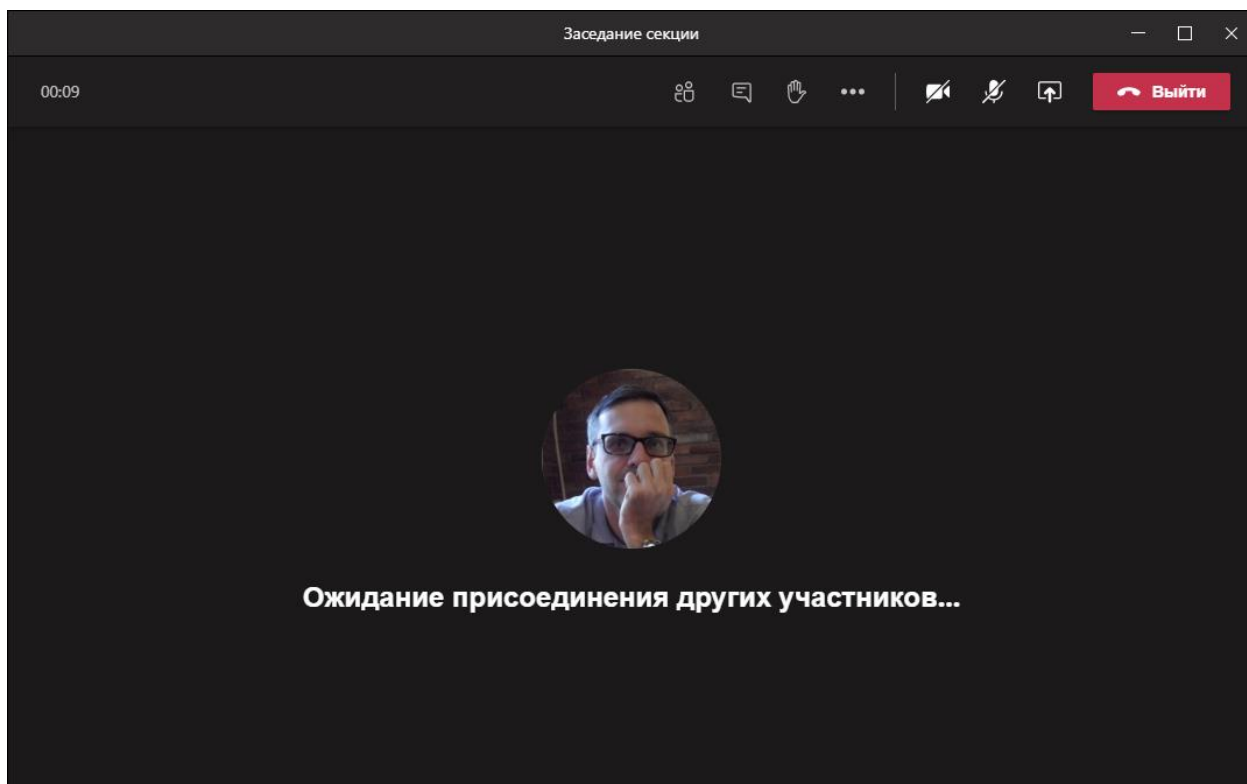 Заседание секции
00:09
Выйти
Ожидание присоединения других участников...